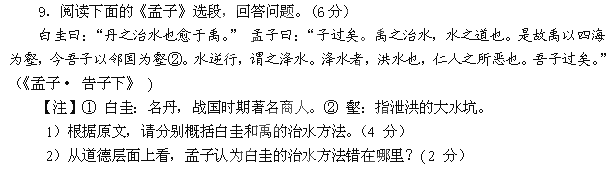 9．阅读下面的《孟子》选段，回答问题。(6分)
白圭曰：“丹之治水也愈于禹。” 孟子曰：“子过矣。禹之治水，水之道也。是故禹以四海
为壑，今吾子以邻国为壑②。水逆行，谓之洚水。洚水者，洪水也，仁人之所恶也。吾子过矣。”
(《孟子· 告子下》 )
【注】① 白圭：名丹，战国时期著名商人。② 壑：指泄洪的大水坑。
1）根据原文，请分别概括白圭和禹的治水方法。（4 分）
2）从道德层面上看，孟子认为白圭的治水方法错在哪里？( 2 分）